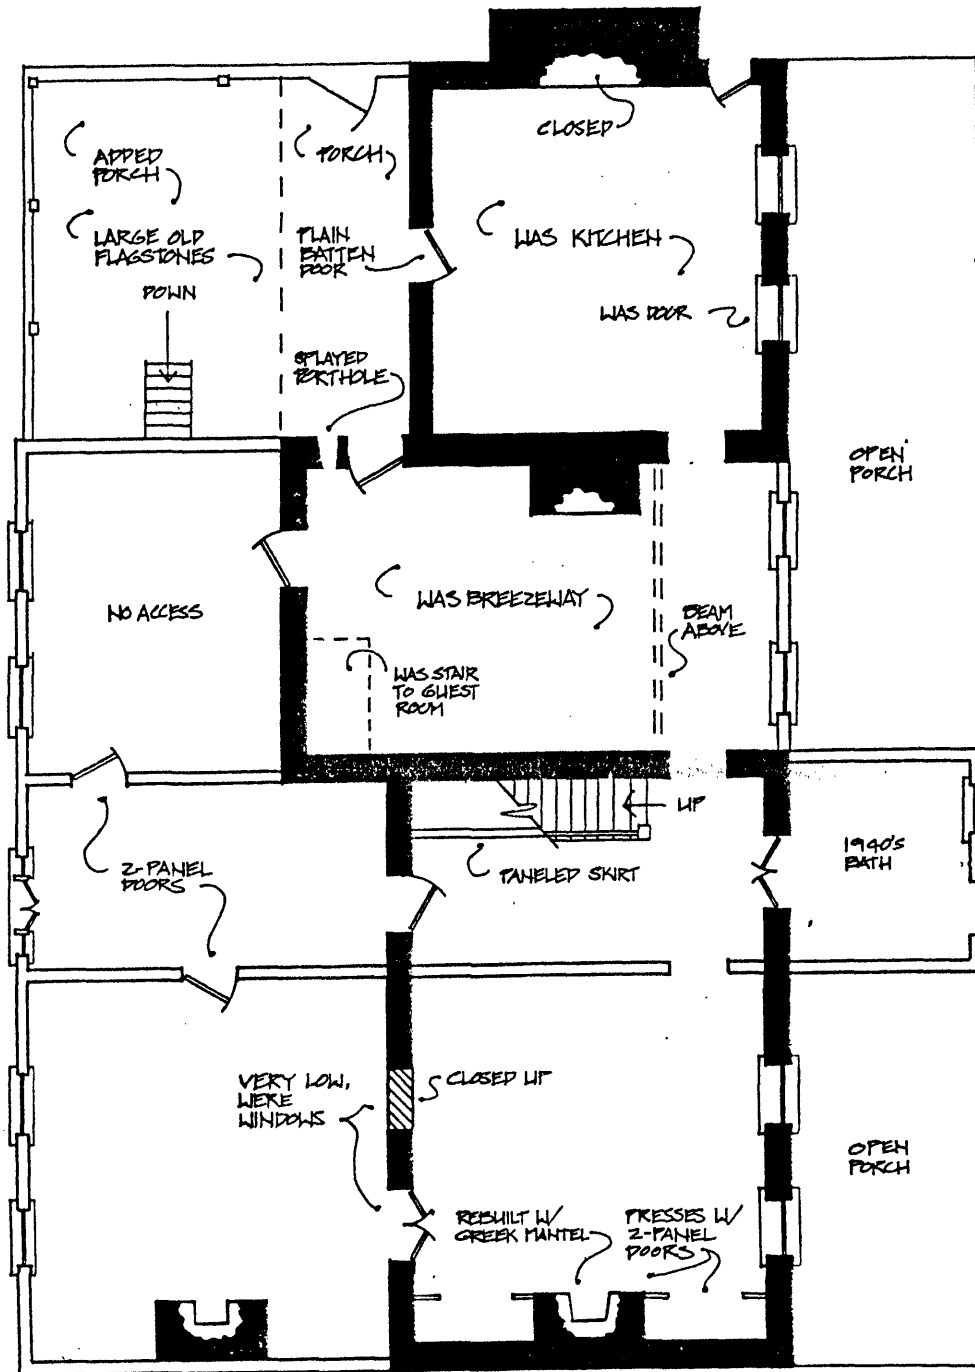 CLOSED
ADDED
PORCH
PORCH
LARGE OLD
FLAGSTONES
PLAIN
BATTEN
DOOR
WAS KITCHEN
DOWN
WAS DOOR
SPLAYED
PORTHOLE
OPEN
PORCH
NO ACCESS
WAS BREEZEWAY
BEAM
ABOVE
WAS STAIR
TO GUEST
ROOM
UP
2-PANEL
DOORS
PANELED SKIRT
1940'S
BATH
VERY LOW,
WERE
WINDOWS
CLOSED UP
OPEN
PORCH
REBUILT W/
GREEK MANTEL
PRESSES W/
2-PANEL
DOORS